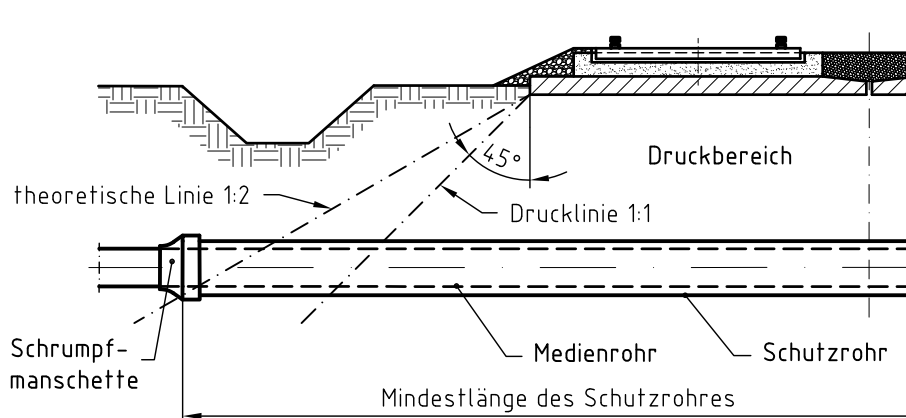 45°
Druckbereich
theoretische Linie 1:2
Drucklinie 1:1
Schrumpf-
manschette
Medienrohr
Schutzrohr
Mindestlänge des Schutzrohres